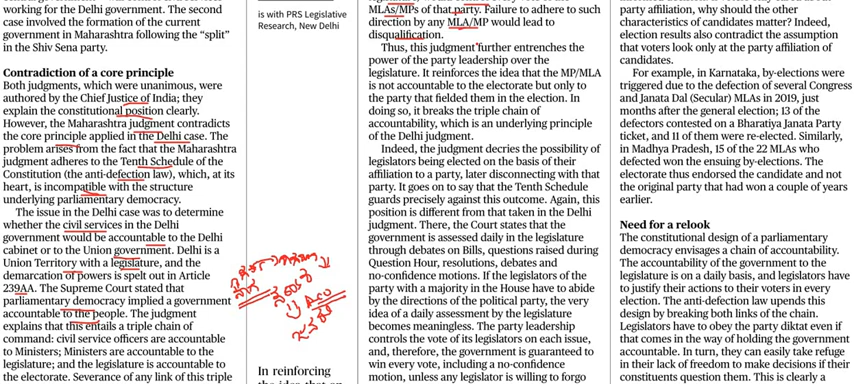 working for the Delhi government. The second
case involved the formation of the current
government in Maharashtra following the “split”
in the Shiv Sena party.
Contradiction of a core principle
Both judgments, which were unanimous, were
authored by the Chief Justice of India; they
explain the constitutional position clearly.
However, the Maharashtra judgment contradicts
the core principle applied in the Delhi case. The
problem arises from the fact that the Maharashtra
judgment adheres to the Tenth Schedule of the
Constitution (the anti-defection law), which, at its
heart, is incompatible with the structure
underlying parliamentary democracy.
The issue in the Delhi case was to determine
whether the civil services in the Delhi
government would be accountable to the Delhi
cabinet or to the Union government. Delhi is a
Union Territory with a legislature, and the
demarcation of powers is spelt out in Article
239AA. The Supreme Court stated that
parliamentary democracy implied a government
accountable to the people. The judgment
explains that this entails a triple chain of
command: civil service officers are accountable
to Ministers; Ministers are accountable to the
legislature; and the legislature is accountable to
the electorate. Severance of any link of this triple
is with PRS Legislative
Research, New Delhi
In reinforcing
MLAs/MPs of that party. Failure to adhere to such
direction by any MLA/MP would lead to
disqualification.
Thus, this judgment further entrenches the
power of the party leadership over the
legislature. It reinforces the idea that the MP/MLA
is not accountable to the electorate but only to
the party that fielded them in the election. In
doing so, it breaks the triple chain of
accountability, which is an underlying principle
of the Delhi judgment.
Indeed, the judgment decries the possibility of
legislators being elected on the basis of their
affiliation to a party, later disconnecting with that
party. It goes on to say that the Tenth Schedule
guards precisely against this outcome. Again, this
position is different from that taken in the Delhi
judgment. There, the Court states that the
government is assessed daily in the legislature
through debates on Bills, questions raised during
Question Hour, resolutions, debates and
no-confidence motions. If the legislators of the
party with a majority in the House have to abide
by the directions of the political party, the very
idea of a daily assessment by the legislature
becomes meaningless. The party leadership
controls the vote of its legislators on each issue,
and, therefore, the government is guaranteed to
win every vote, including a no-confidence
motion, unless any legislator is willing to forgo
party affiliation, why should the other
characteristics of candidates matter? Indeed,
election results also contradict the assumption
that voters look only at the party affiliation of
candidates.
For example, in Karnataka, by-elections were
triggered due to the defection of several Congress
and Janata Dal (Secular) MLAs in 2019, just
months after the general election; 13 of the
defectors contested on a Bharatiya Janata Party
ticket, and 11 of them were re-elected. Similarly,
in Madhya Pradesh, 15 of the 22 MLAs who
defected won the ensuing by-elections. The
electorate thus endorsed the candidate and not
the original party that had won a couple of years
earlier.
Need for a relook
The constitutional design of a parliamentary
democracy envisages a chain of accountability.
The accountability of the government to the
legislature is on a daily basis, and legislators have
to justify their actions to their voters in every
election. The anti-defection law upends this
design by breaking both links of the chain.
Legislators have to obey the party diktat even if
that comes in the way of holding the government
accountable. In turn, they can easily take refuge
in their lack of freedom to make decisions if their
constituents question them. This is clearly a